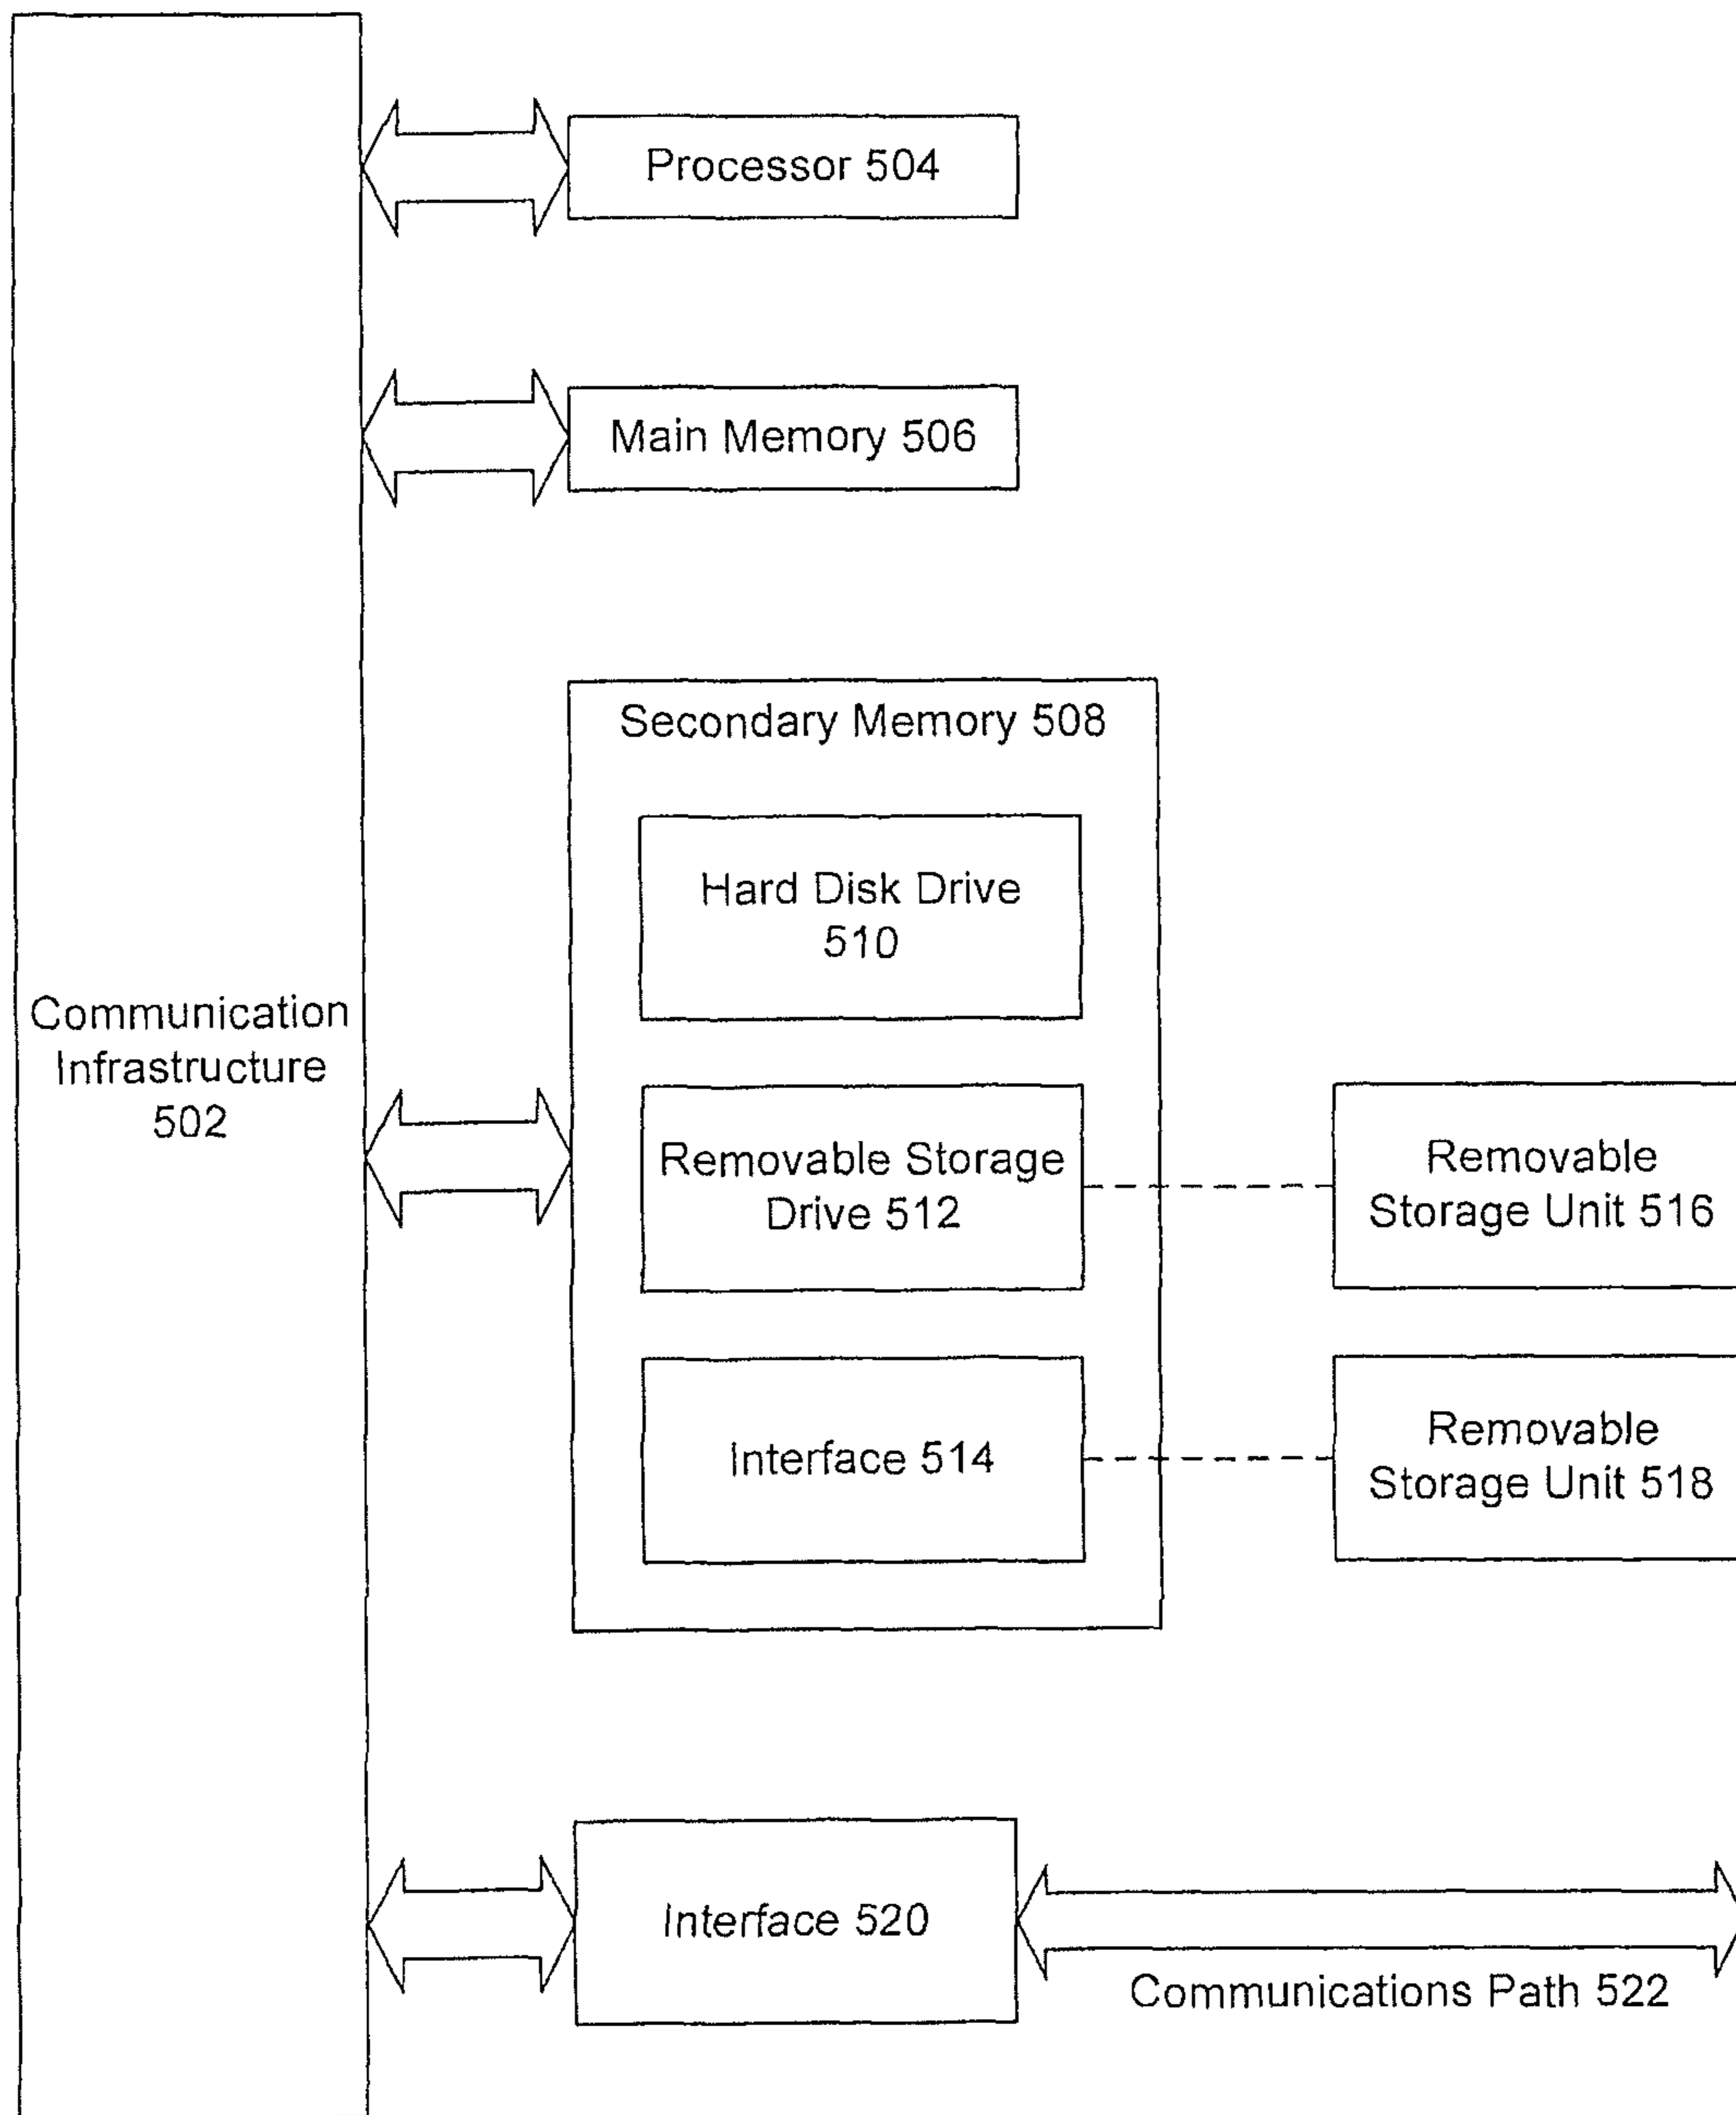 Processor 504
Main Memory 506
Secondary Memory 508
Hard Disk Drive
510
Communication
Infrastructure
502
Removable Storage
Drive 512
Removable
Storage Unit 516
Interface 514
Removable
Storage Unit 518
Interface 520
Communications Path 522